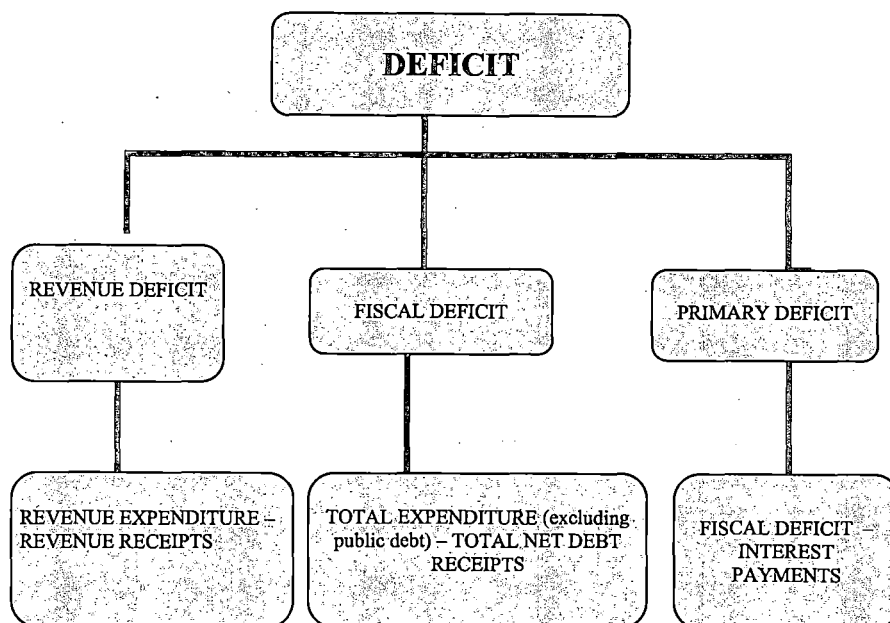 DEFICIT
REVENUE DEFICIT
FISCAL DEFICIT
PRIMARY DEFICIT
REVENUE EXPENDITURE –
REVENUE RECEIPTS
TOTAL EXPENDITURE (excluding
public debt) – TOTAL NET DEBT
RECEIPTS
FISCAL DEFICIT –
INTEREST
PAYMENTS